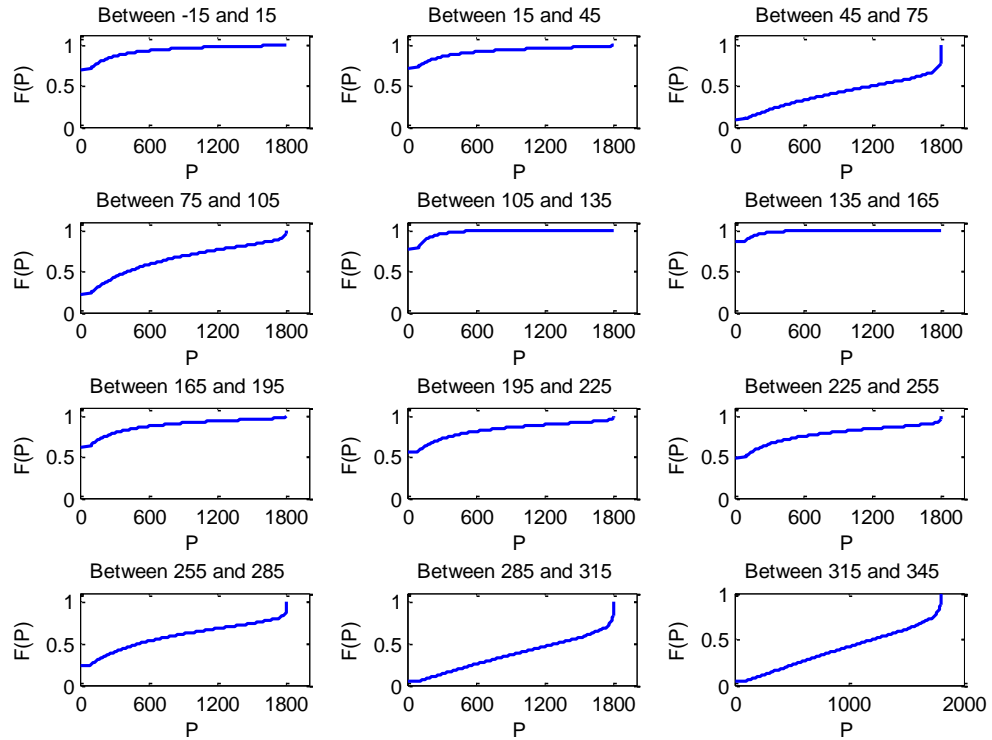 Between -15 and 15
Between 15 and 45
Between 45 and 75
F(P)
1
0.5
0
0
600
1200
1800
P
F(P)
1
0.5
0
0
600
1200
1800
P
F(P)
1
0.5
0
0
600
1200
1800
P
Between 75 and 105
Between 105 and 135
Between 135 and 165
F(P)
1
0.5
0
0
600
1200
1800
P
F(P)
1
0.5
0
0
600
1200
1800
P
F(P)
1
0.5
0
0
600
1200
1800
P
Between 165 and 195
Between 195 and 225
Between 225 and 255
F(P)
1
0.5
0
0
600
1200
1800
P
F(P)
1
0.5
0
0
600
1200
1800
P
F(P)
1
0.5
0
0
600
1200
1800
P
Between 255 and 285
Between 285 and 315
Between 315 and 345
F(P)
1
0.5
0
0
600
1200
1800
P
F(P)
1
0.5
0
0
600
1200
1800
P
F(P)
1
0.5
0
0
1000
2000
P